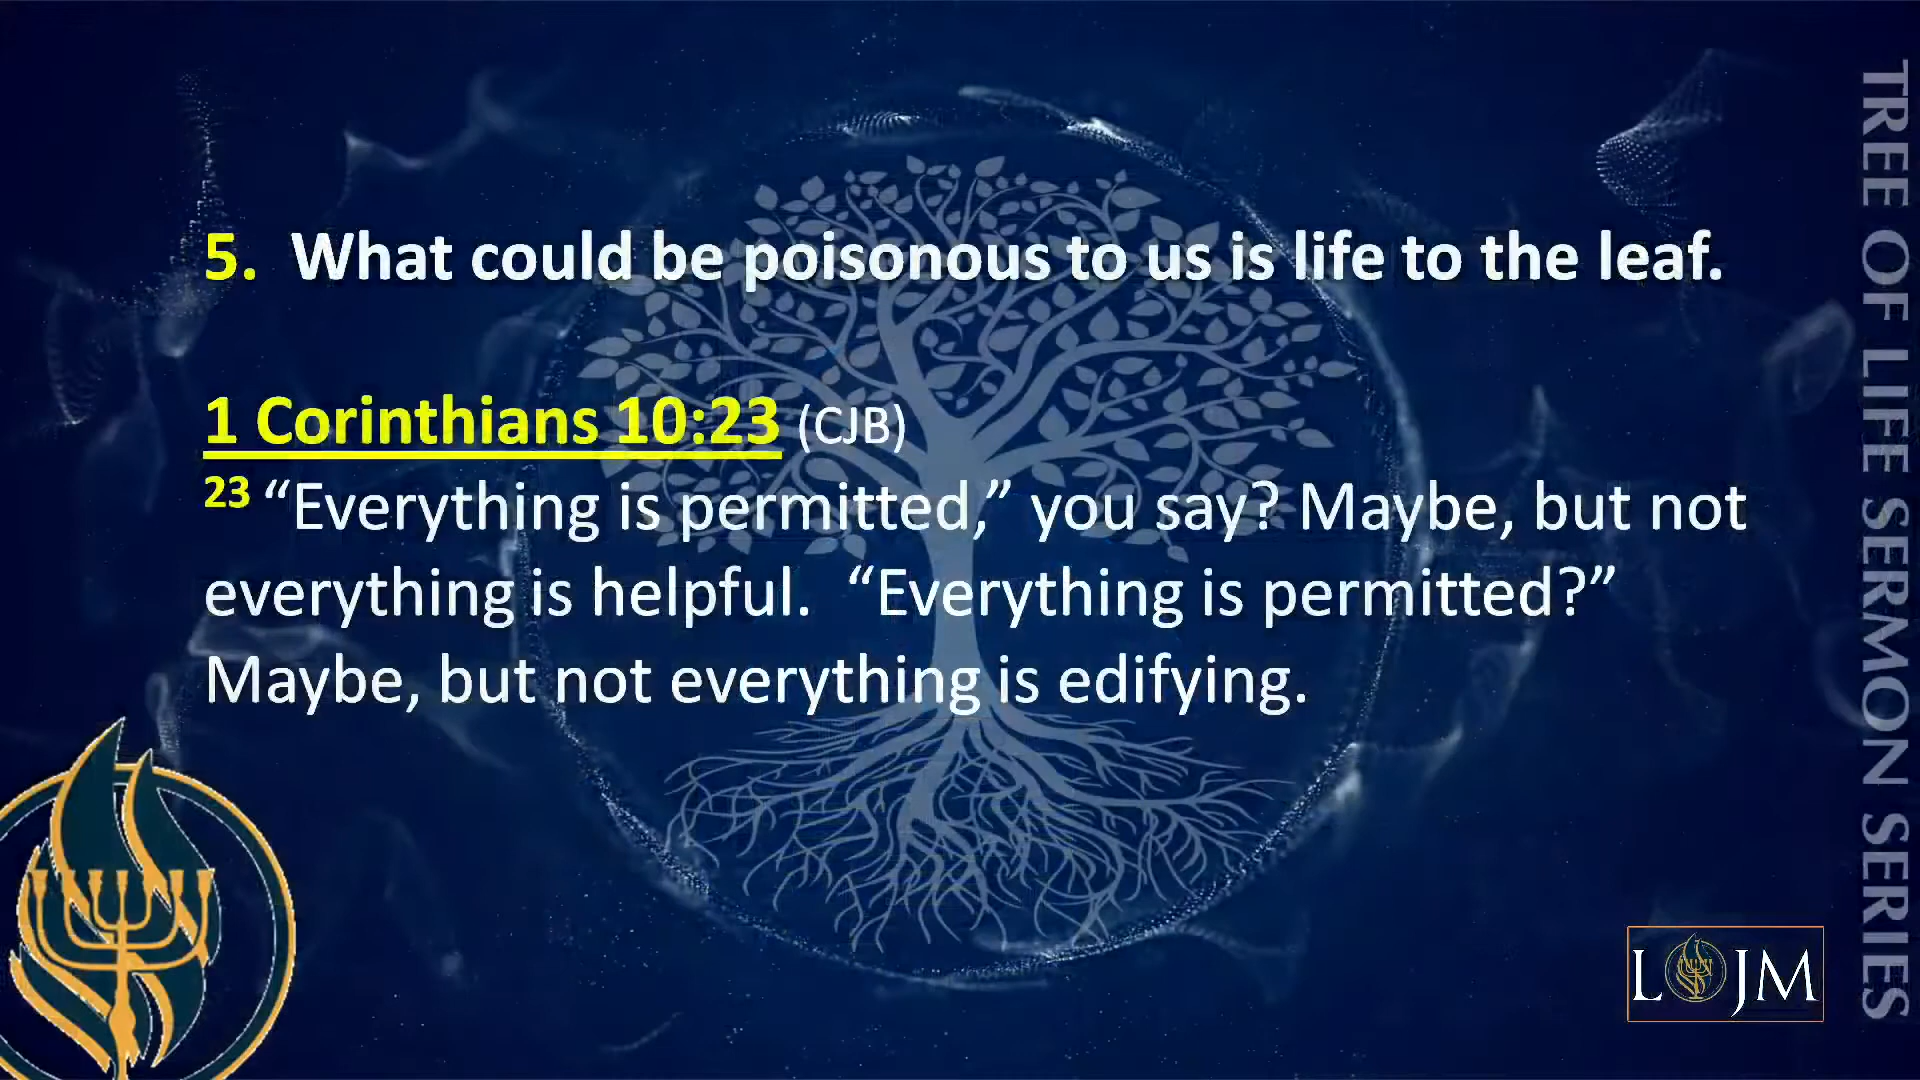 5. What could be poisonous to us is life to the leaf.
1 Corinthians 10:23 (CJB)
23 “Everything is permitted,” you say? Maybe, but not
everything is helpful. “Everything is permitted?”
Maybe, but not everything is edifying.
TREE OF LIFE SERMON SERIES
LOJM